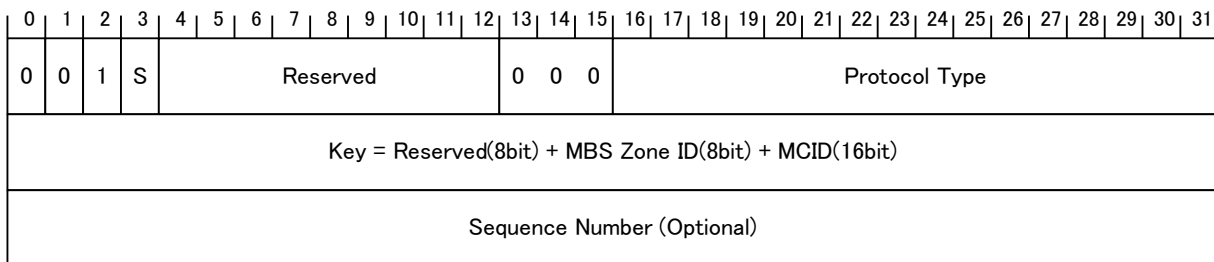 0 1 2 3 4 5 6 7 8 9 10 11 12 13 14 15 16 17 18 19 20 21 22 23 24 25 26 27 28 29 30 31
0 0 1 S Reserved 0 0 0 Protocol Type
Key = Reserved(8bit) + MBS Zone ID(8bit) + MCID(16bit)
Sequence Number (Optional)